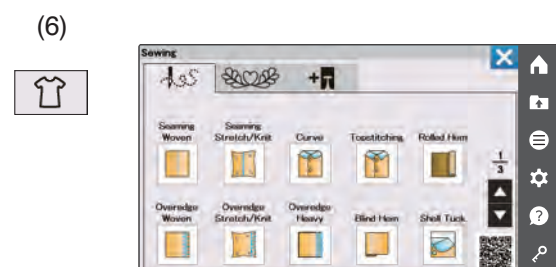 (6)
Sewing
Seaming Woven
Seaming Stretch/Knit
Curve
Topstitching
Rolled Hem
1
3
Overedge Woven
Overedge Stretch/Knit
Overedge Heavy
Blind Hem
Shell Tuck